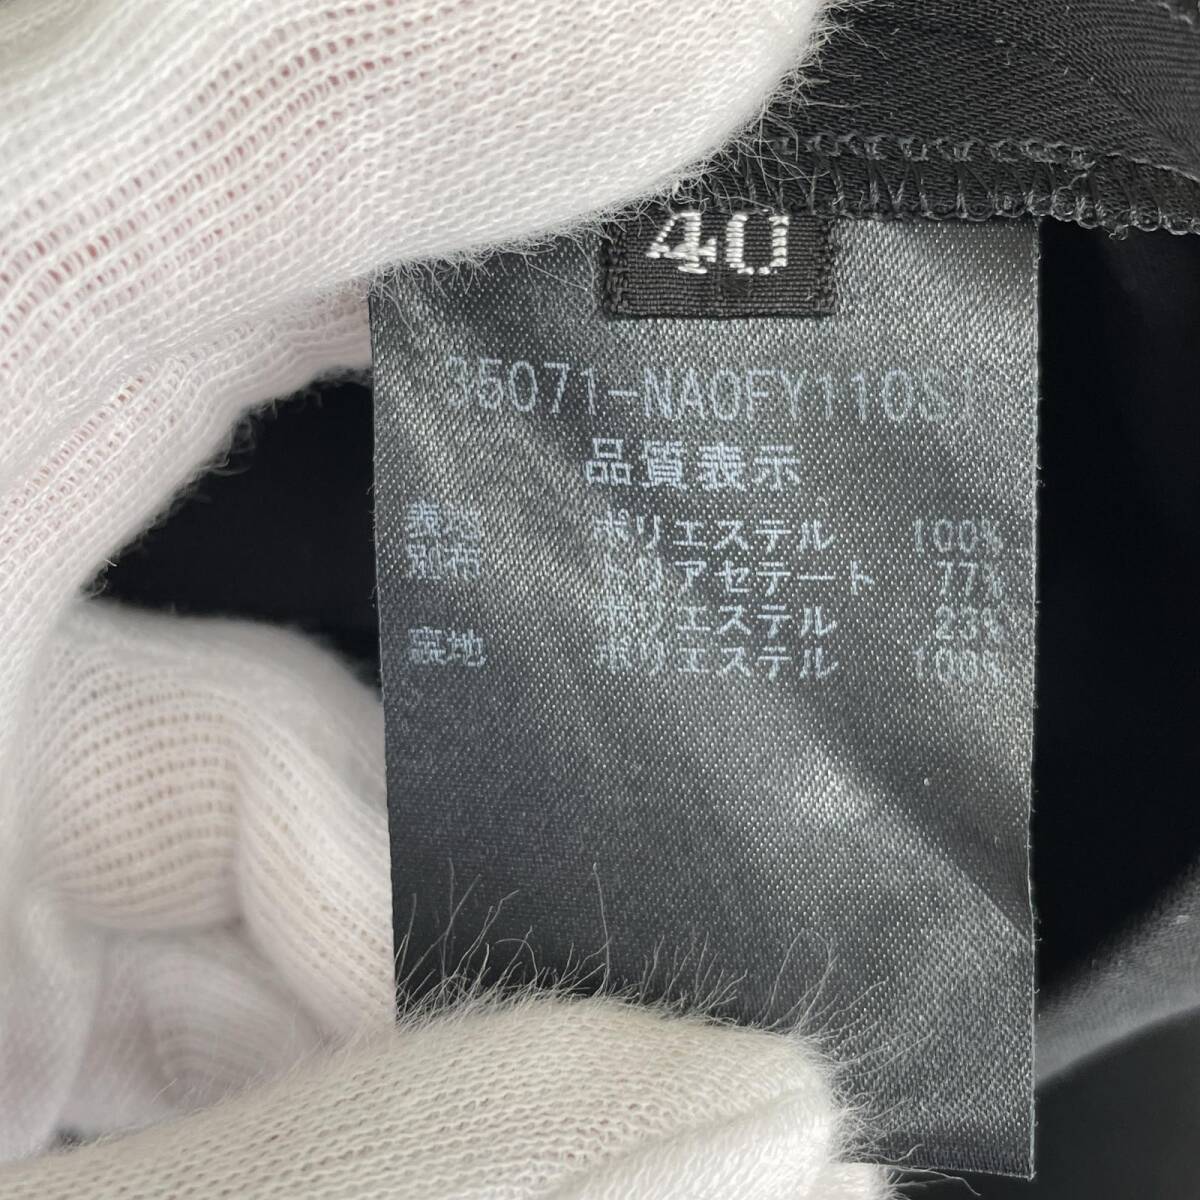 40
35071-NA0FY110S1
品質表示
表地 ポリエステル 100%
別布 トリアセテート 77%
ポリエステル 23%
裏地 ポリエステル 100%